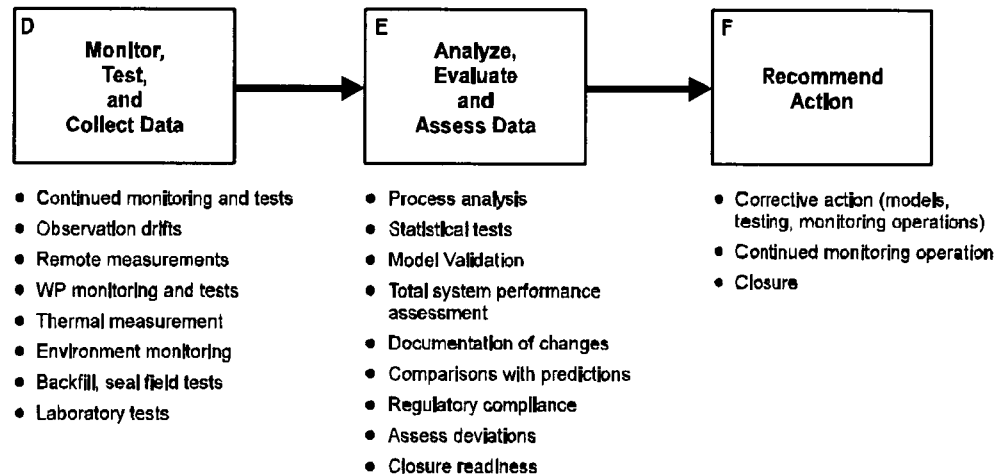 D
Monitor,
Test,
and
Collect Data
E
Analyze,
Evaluate
and
Assess Data
F
Recommend
Action
• Continued monitoring and tests
• Observation drifts
• Remote measurements
• WP monitoring and tests
• Thermal measurement
• Environment monitoring
• Backfill, seal field tests
• Laboratory tests
• Process analysis
• Statistical tests
• Model Validation
• Total system performance
assessment
• Documentation of changes
• Comparisons with predictions
• Regulatory compliance
• Assess deviations
• Closure readiness
• Corrective action (models,
testing, monitoring operations)
• Continued monitoring operation
• Closure